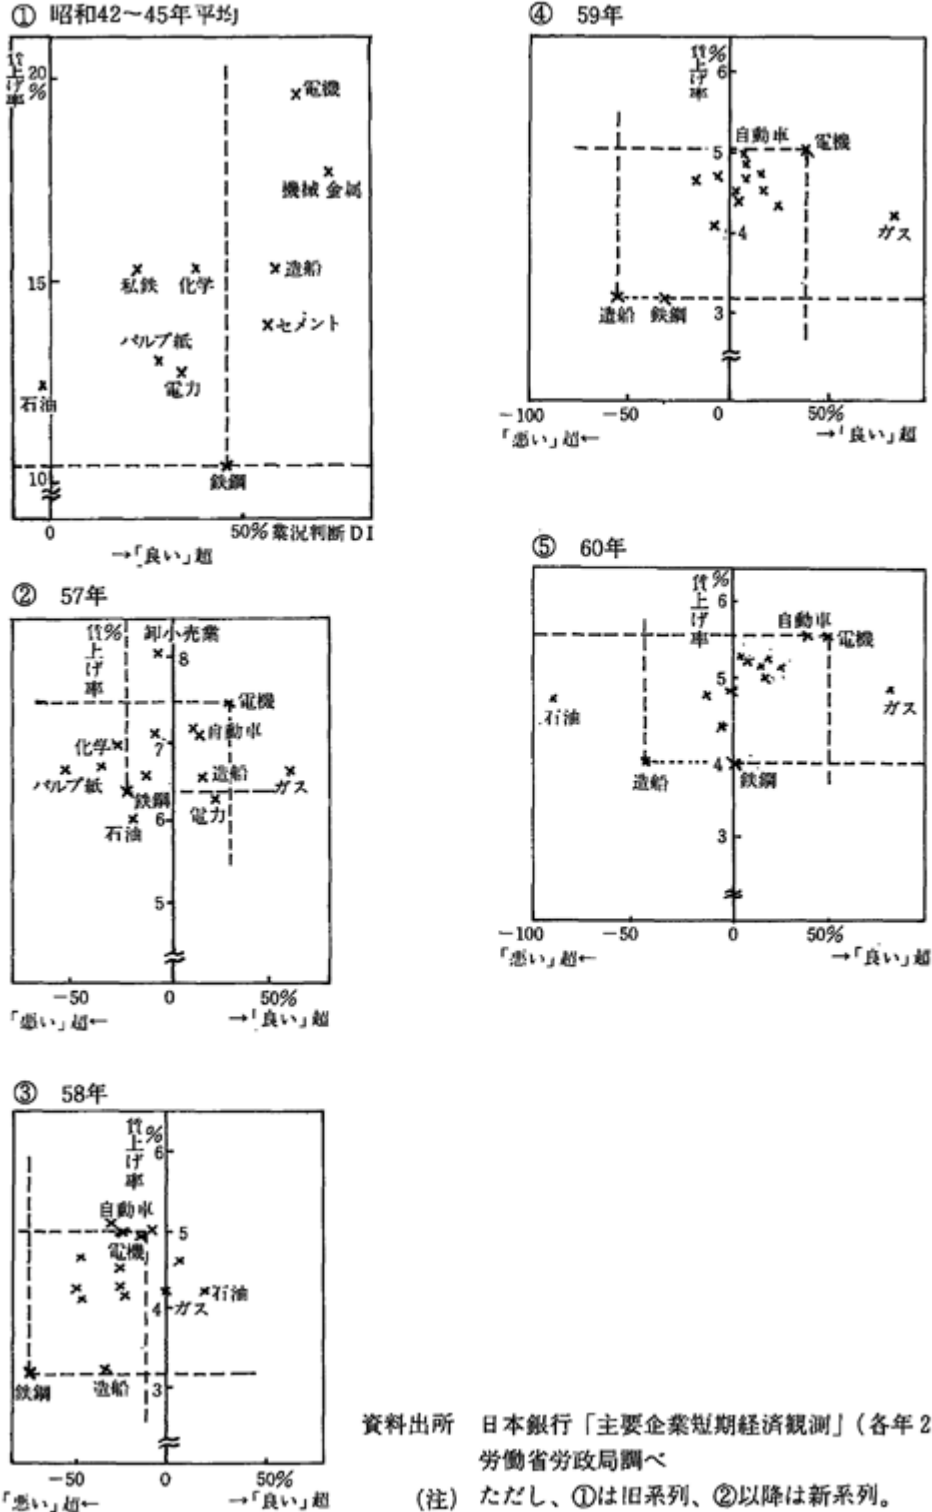 ① 昭和42〜45年平均
賃上げ率
%
20
15
10
電機
機械 金属
造船
私鉄
化学
セメント
パルプ紙
電力
石油
鉄鋼
0
50%
業況判断DI
→「良い」超
② 57年
賃上げ率
%
卸小売業
8
電機
自動車
化学
7
パルプ紙
造船
ガス
鉄鋼
電力
石油
6
5
−50
0
50%
「悪い」超←
→「良い」超
③ 58年
賃上げ率
%
6
自動車
5
電機
石油
4
ガス
鉄鋼
造船
3
−50
0
50%
「悪い」超←
→「良い」超
④ 59年
賃上げ率
%
6
自動車
電機
5
ガス
4
造船
鉄鋼
3
−100
−50
0
50%
「悪い」超←
→「良い」超
⑤ 60年
賃上げ率
%
6
自動車
電機
5
石油
ガス
4
造船
鉄鋼
3
−100
−50
0
50%
「悪い」超←
→「良い」超
資料出所 日本銀行「主要企業短期経済観測」(各年2
労働省労政局調べ
(注) ただし、①は旧系列、②以降は新系列。